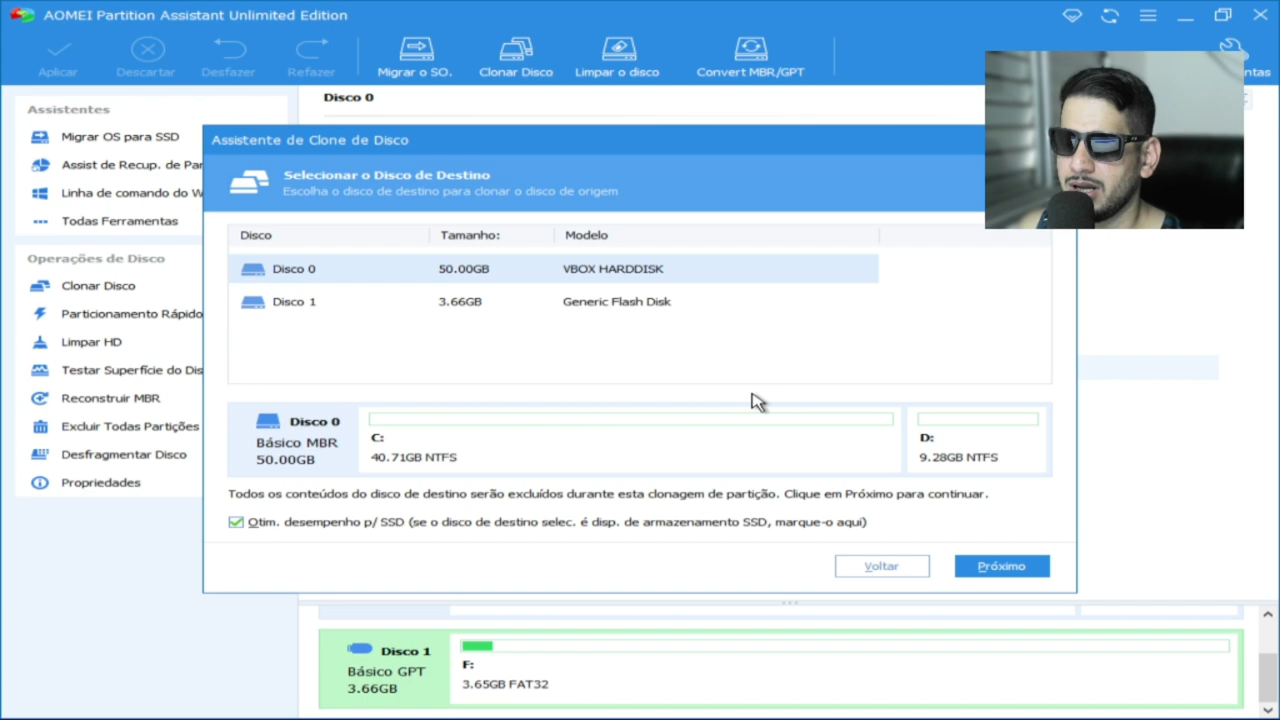 AOMEI Partition Assistant Unlimited Edition
Aplicar
Descartar
Desfazer
Refazer
Migrar o SO.
Clonar Disco
Limpar o disco
Convert MBR/GPT
ntas
Disco 0
Assistentes
Migrar OS para SSD
Assist de Recup. de Par
Linha de comando do W
Todas Ferramentas
Operações de Disco
Clonar Disco
Particionamento Rápido
Limpar HD
Testar Superfície do Dis
Reconstruir MBR
Excluir Todas Partições
Desfragmentar Disco
Propriedades
Assistente de Clone de Disco
Selecionar o Disco de Destino
Escolha o disco de destino para clonar o disco de origem
Disco Tamanho: Modelo
Disco 0 50.00GB VBOX HARDDISK
Disco 1 3.66GB Generic Flash Disk
Disco 0
Básico MBR
50.00GB
C:
40.71GB NTFS
D:
9.28GB NTFS
Todos os conteúdos do disco de destino serão excluídos durante esta clonagem de partição. Clique em Próximo para continuar.
Otim. desempenho p/ SSD (se o disco de destino selec. é disp. de armazenamento SSD, marque-o aqui)
Voltar
Próximo
Disco 1
Básico GPT
3.66GB
F:
3.65GB FAT32